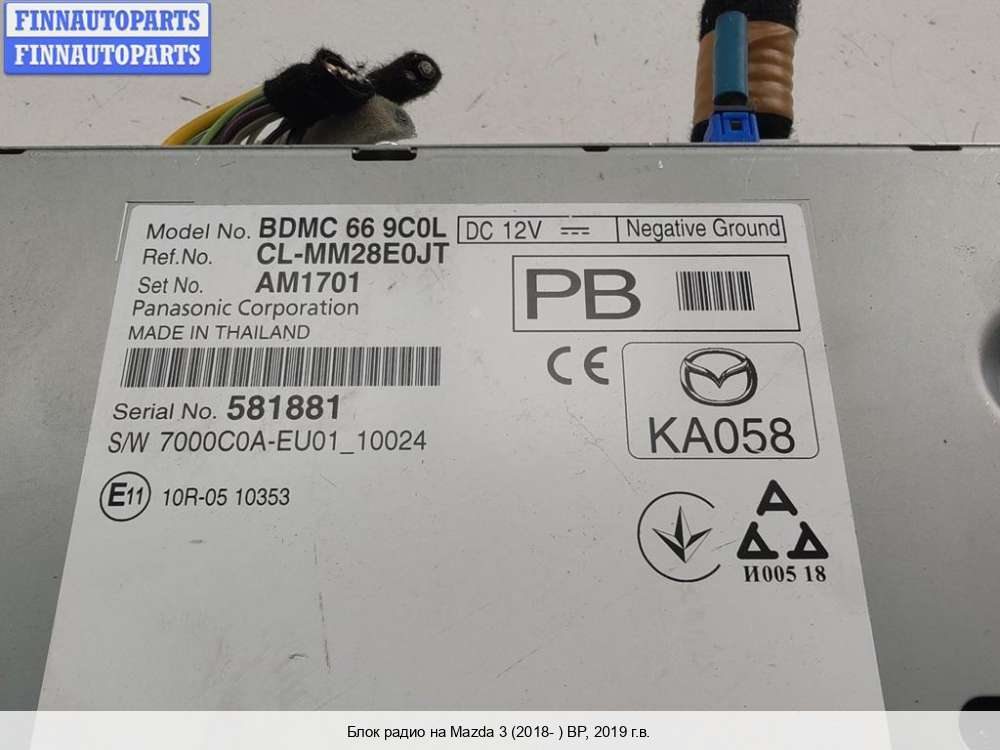 FINNAUTOPARTS
FINNAUTOPARTS
Model No. BDMC 66 9C0L DC 12V Negative Ground
Ref.No. CL-MM28E0JT
Set No. AM1701
Panasonic Corporation
MADE IN THAILAND
PB
CE
Serial No. 581881
S/W 7000C0A-EU01_10024
KA058
E11 10R-05 10353
И005 18
Блок радио на Mazda 3 (2018- ) BP, 2019 г.в.